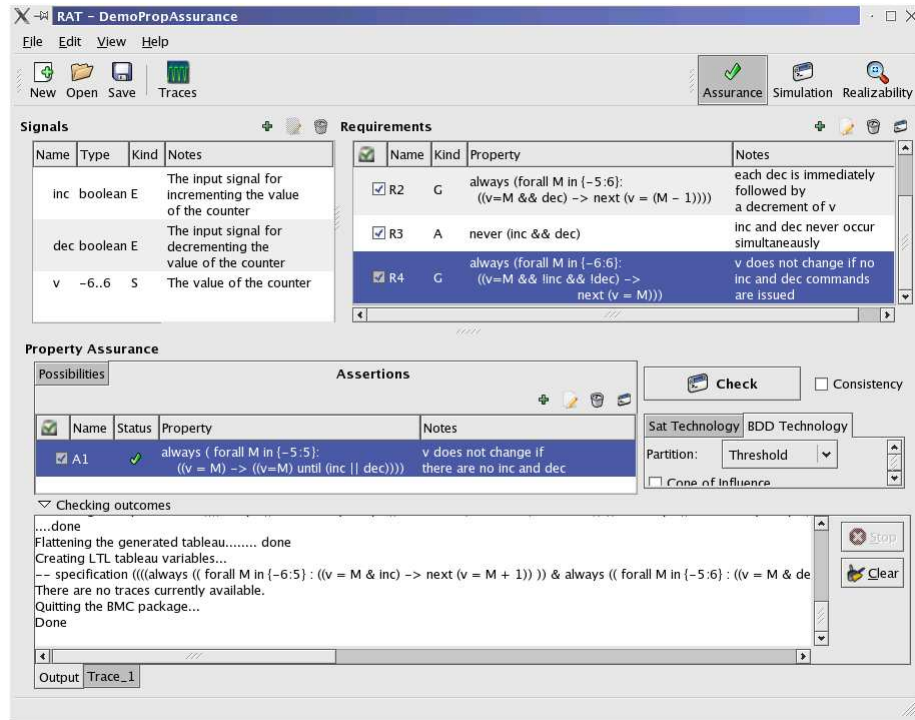 RAT - DemoPropAssurance
File Edit View Help
New Open Save Traces Assurance Simulation Realizability
Signals
Name Type Kind Notes
inc boolean E The input signal for
incrementing the value
of the counter
dec boolean E The input signal for
decrementing the
value of the counter
v -6..6 S The value of the counter
Requirements
Name Kind Property Notes
R2 G always (forall M in {-5:6}:
((v=M && dec) -> next (v = (M - 1))))
each dec is immediately
followed by
a decrement of v
R3 A never (inc && dec)
inc and dec never occur
simultaneausly
R4 G always (forall M in {-6:6}:
((v=M && !inc && !dec) ->
next (v = M)))
v does not change if no
inc and dec commands
are issued
Property Assurance
Possibilities Assertions
Name Status Property Notes
A1 always ( forall M in {-5:5}:
((v = M) -> ((v=M) until (inc || dec))))
v does not change if
there are no inc and dec
Check Consistency
Sat Technology BDD Technology
Partition: Threshold
Cone of Influence
Checking outcomes
....done
Flattening the generated tableau........ done
Creating LTL tableau variables...
-- specification ((((always (( forall M in {-6:5} : ((v = M & inc) -> next (v = M + 1)) )) & always (( forall M in {-5:6} : ((v = M & de
There are no traces currently available.
Quitting the BMC package...
Done
Stop
Clear
Output Trace_1